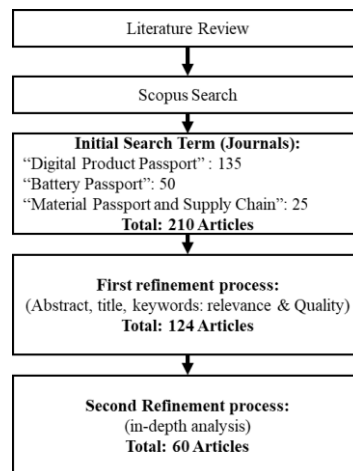 Literature Review
Scopus Search
Initial Search Term (Journals):
“Digital Product Passport” : 135
“Battery Passport”: 50
“Material Passport and Supply Chain”: 25
Total: 210 Articles
First refinement process:
(Abstract, title, keywords: relevance & Quality)
Total: 124 Articles
Second Refinement process:
(in-depth analysis)
Total: 60 Articles